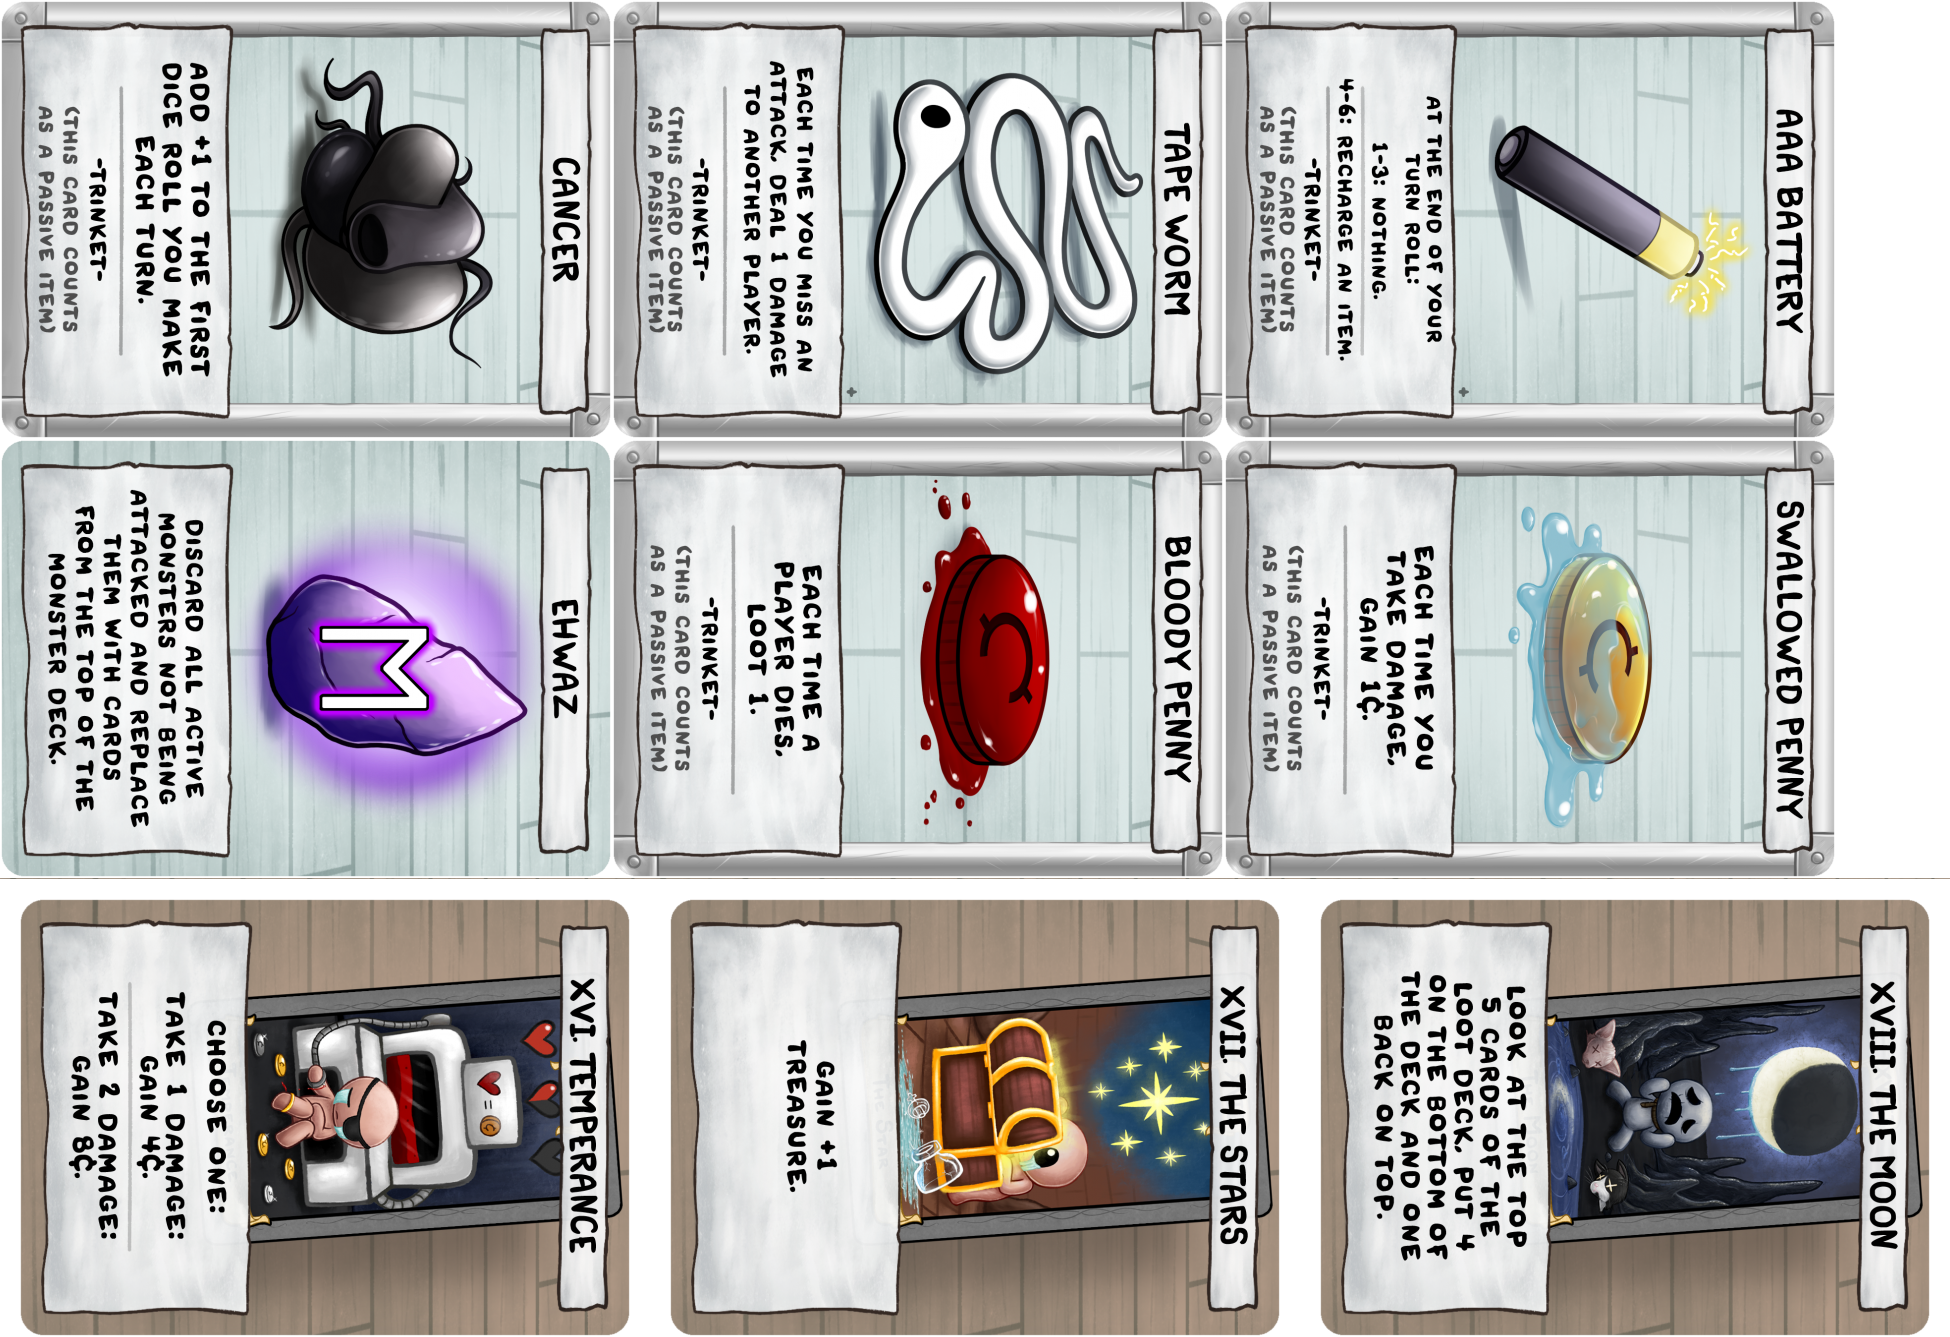 CANCER
ADD +1 TO THE FIRST
DICE ROLL YOU MAKE
EACH TURN.
-TRINKET-
(THIS CARD COUNTS
AS A PASSIVE ITEM)
TAPE WORM
EACH TIME YOU MISS AN
ATTACK, DEAL 1 DAMAGE
TO ANOTHER PLAYER.
-TRINKET-
(THIS CARD COUNTS
AS A PASSIVE ITEM)
AAA BATTERY
AT THE END OF YOUR
TURN ROLL:
1-3: NOTHING.
4-6: RECHARGE AN ITEM.
-TRINKET-
(THIS CARD COUNTS
AS A PASSIVE ITEM)
EHWAZ
DISCARD ALL ACTIVE
MONSTERS NOT BEING
ATTACKED AND REPLACE
THEM WITH CARDS
FROM THE TOP OF THE
MONSTER DECK.
BLOODY PENNY
EACH TIME A
PLAYER DIES,
LOOT 1.
-TRINKET-
(THIS CARD COUNTS
AS A PASSIVE ITEM)
SWALLOWED PENNY
EACH TIME YOU
TAKE DAMAGE,
GAIN 1¢.
-TRINKET-
(THIS CARD COUNTS
AS A PASSIVE ITEM)
XVI. TEMPERANCE
CHOOSE ONE:
TAKE 1 DAMAGE:
GAIN 4¢.
TAKE 2 DAMAGE:
GAIN 8¢.
XVII. THE STARS
GAIN +1
TREASURE.
XVIII. THE MOON
LOOK AT THE TOP
5 CARDS OF THE
LOOT DECK, PUT 4
ON THE BOTTOM OF
THE DECK AND ONE
BACK ON TOP.